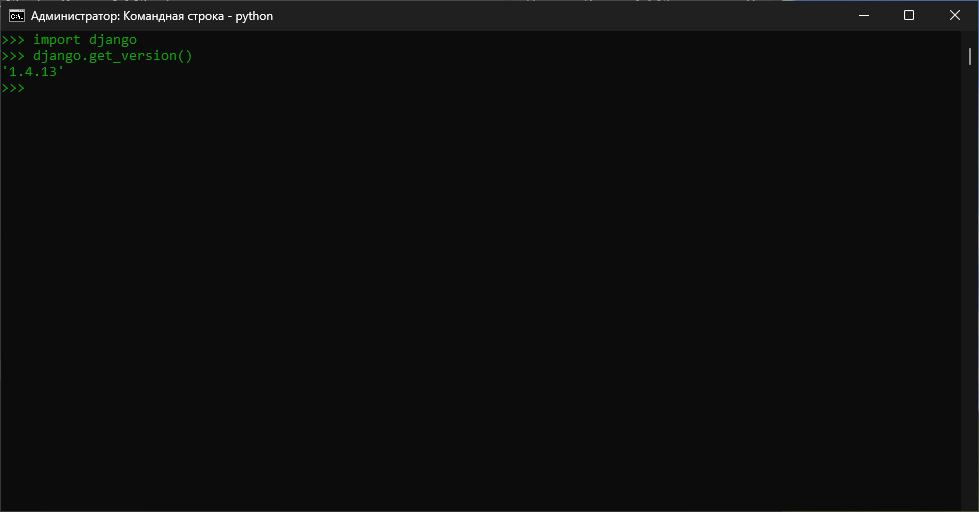 Администратор: Командная строка - python
>>> import django
>>> django.get_version()
'1.4.13'
>>>